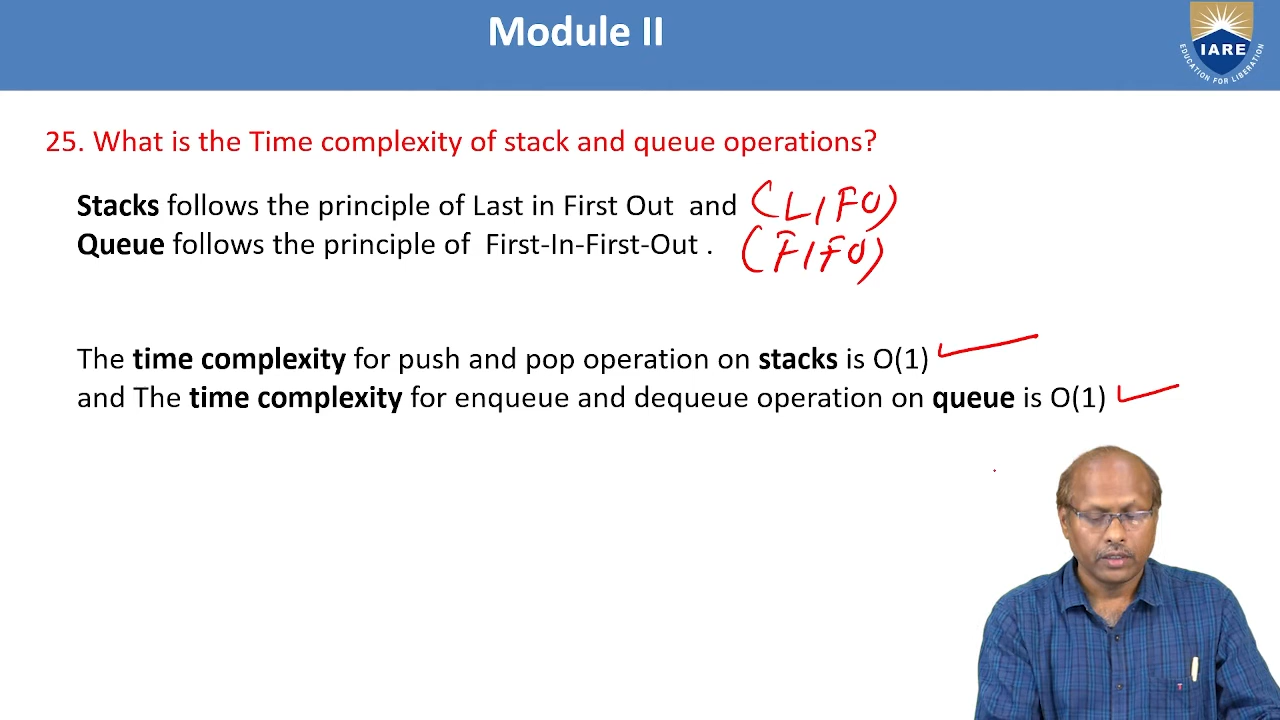 Module II
IARE
EDUCATION FOR LIBERATION
25. What is the Time complexity of stack and queue operations?
Stacks follows the principle of Last in First Out and (LIFO)
Queue follows the principle of First-In-First-Out . (FIFO)
The time complexity for push and pop operation on stacks is O(1)
and The time complexity for enqueue and dequeue operation on queue is O(1)